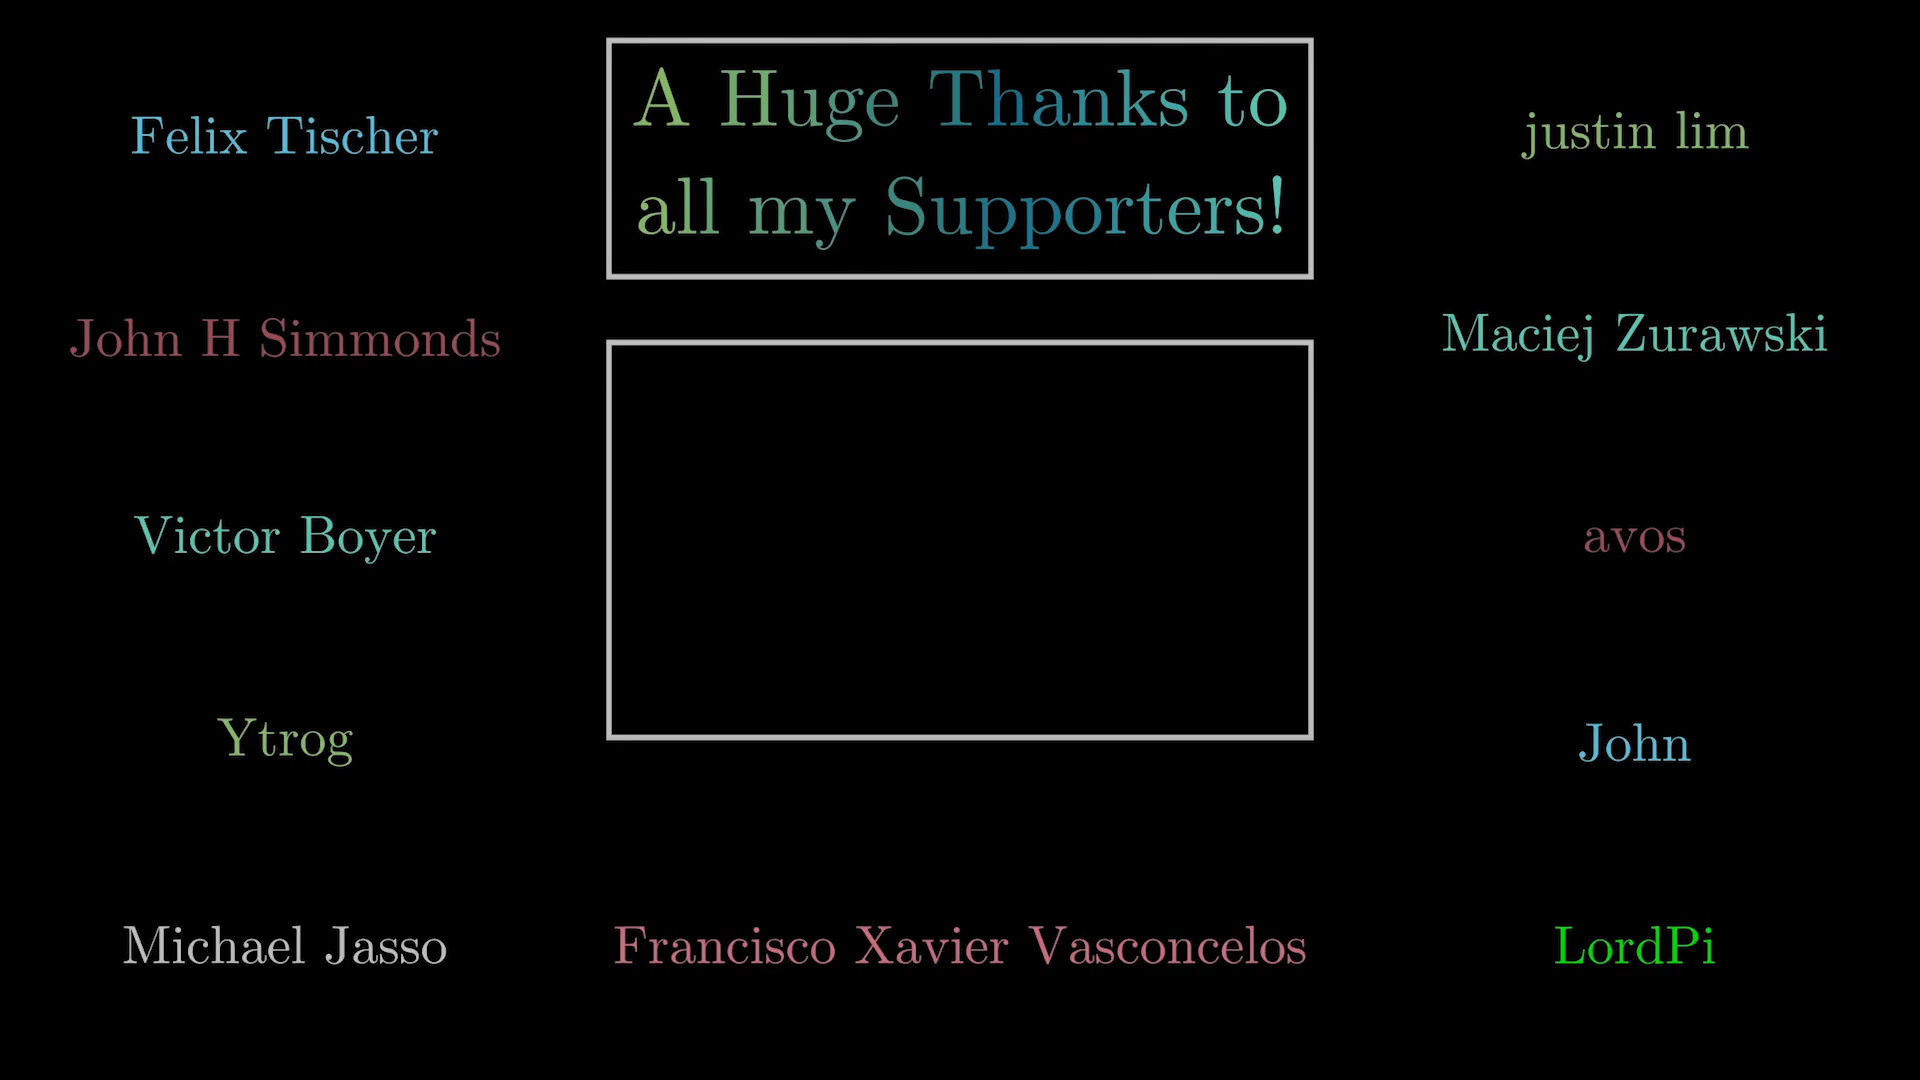 A Huge Thanks to
all my Supporters!
Felix Tischer
justin lim
John H Simmonds
Maciej Zurawski
Victor Boyer
avos
Ytrog
John
Michael Jasso
Francisco Xavier Vasconcelos
LordPi